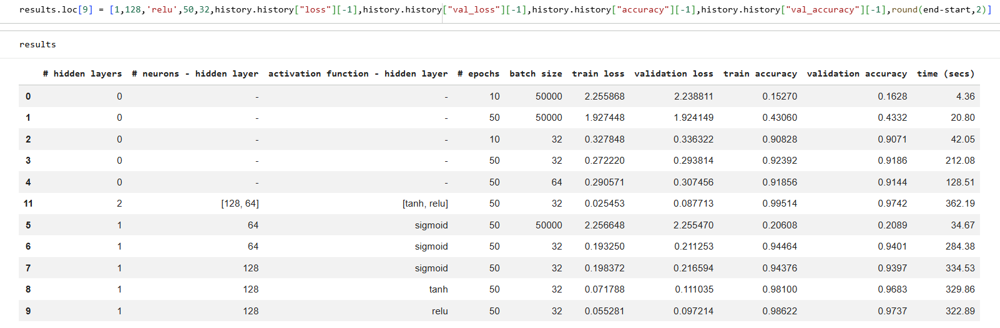 results.loc[9] = [1,128,'relu',50,32,history.history["loss"][-1],history.history["val_loss"][-1],history.history["accuracy"][-1],history.history["val_accuracy"][-1],round(end-start,2)]
results
# hidden layers # neurons - hidden layer activation function - hidden layer # epochs batch size train loss validation loss train accuracy validation accuracy time (secs)
0 0 - - 10 50000 2.255868 2.238811 0.15270 0.1628 4.36
1 0 - - 50 50000 1.927448 1.924149 0.43060 0.4332 20.80
2 0 - - 10 32 0.327848 0.336322 0.90828 0.9071 42.05
3 0 - - 50 32 0.272220 0.293814 0.92392 0.9186 212.08
4 0 - - 50 64 0.290571 0.307456 0.91856 0.9144 128.51
11 2 [128, 64] [tanh, relu] 50 32 0.025453 0.087713 0.99514 0.9742 362.19
5 1 64 sigmoid 50 50000 2.256648 2.255470 0.20608 0.2089 34.67
6 1 64 sigmoid 50 32 0.193250 0.211253 0.94464 0.9401 284.38
7 1 128 sigmoid 50 32 0.198372 0.216594 0.94376 0.9397 334.53
8 1 128 tanh 50 32 0.071788 0.111035 0.98100 0.9683 329.86
9 1 128 relu 50 32 0.055281 0.097214 0.98622 0.9737 322.89